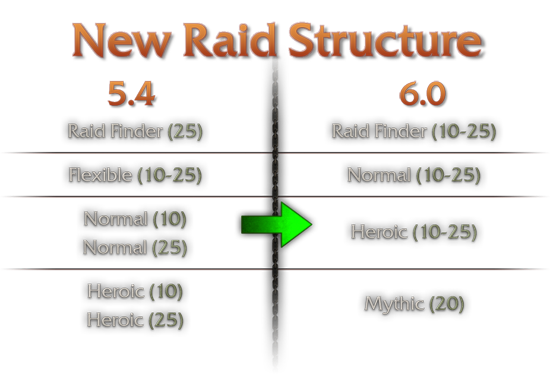 New Raid Structure
5.4 6.0
Raid Finder (25) Raid Finder (10-25)
Flexible (10-25) Normal (10-25)
Normal (10)
Normal (25)
Heroic (10-25)
Heroic (10)
Heroic (25)
Mythic (20)